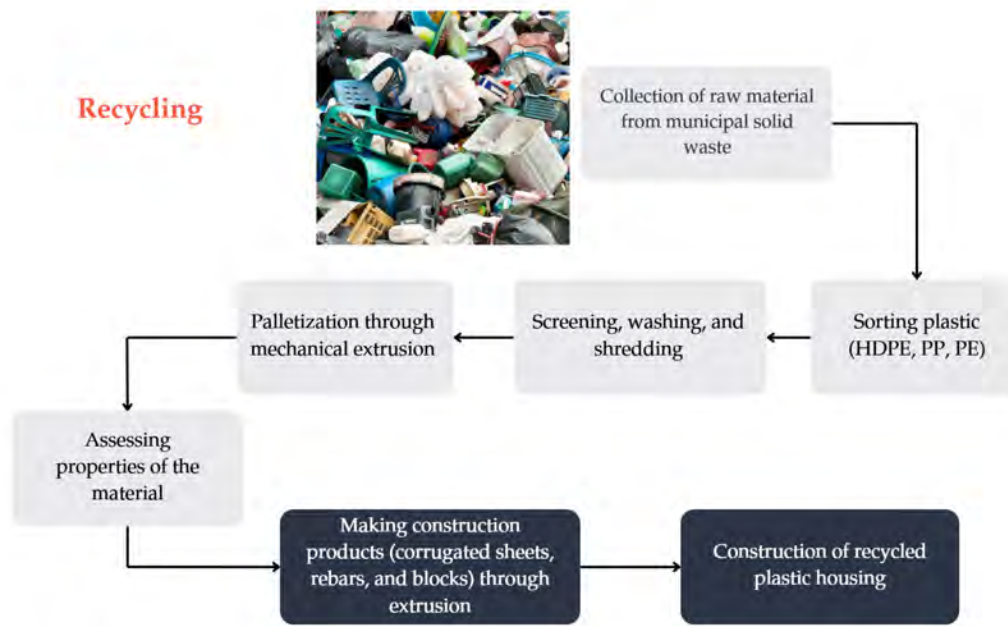 Recycling
Collection of raw material
from municipal solid
waste
Sorting plastic
(HDPE, PP, PE)
Screening, washing, and
shredding
Palletization through
mechanical extrusion
Assessing
properties of the
material
Making construction
products (corrugated sheets,
rebars, and blocks) through
extrusion
Construction of recycled
plastic housing